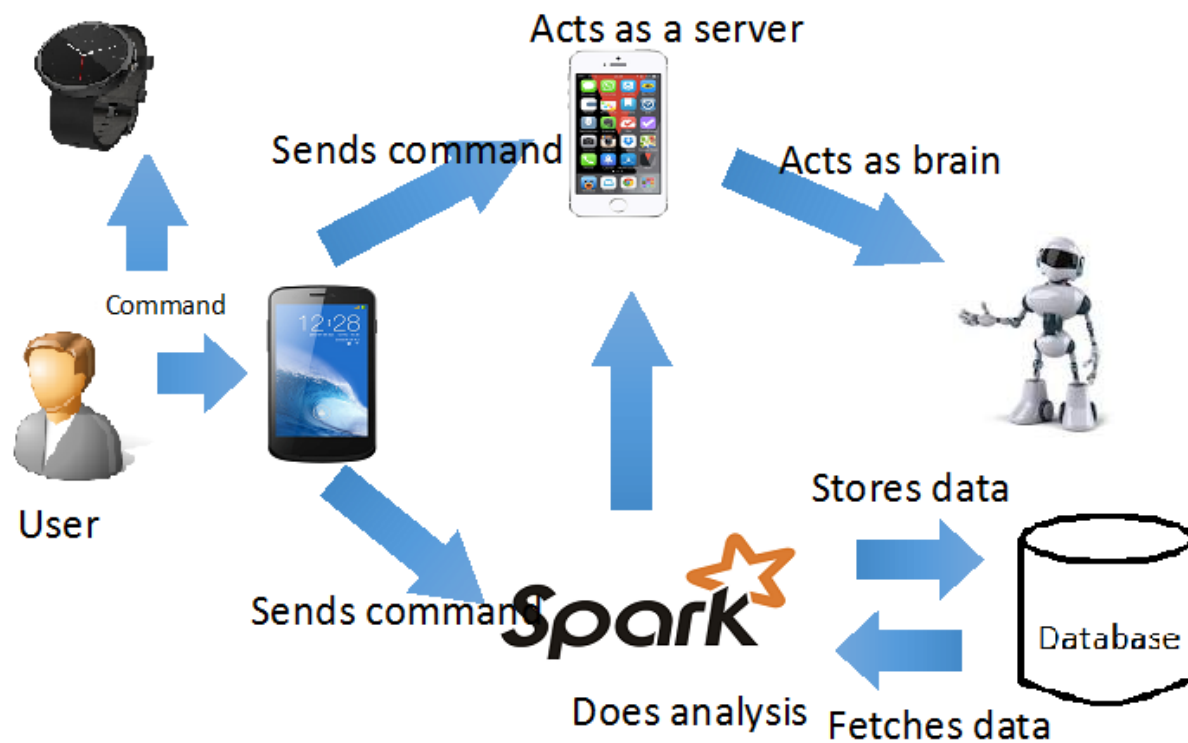 Acts as a server
Sends command
Acts as brain
Command
12:28
User
Stores data
Sends command
Spark
Database
Does analysis
Fetches data